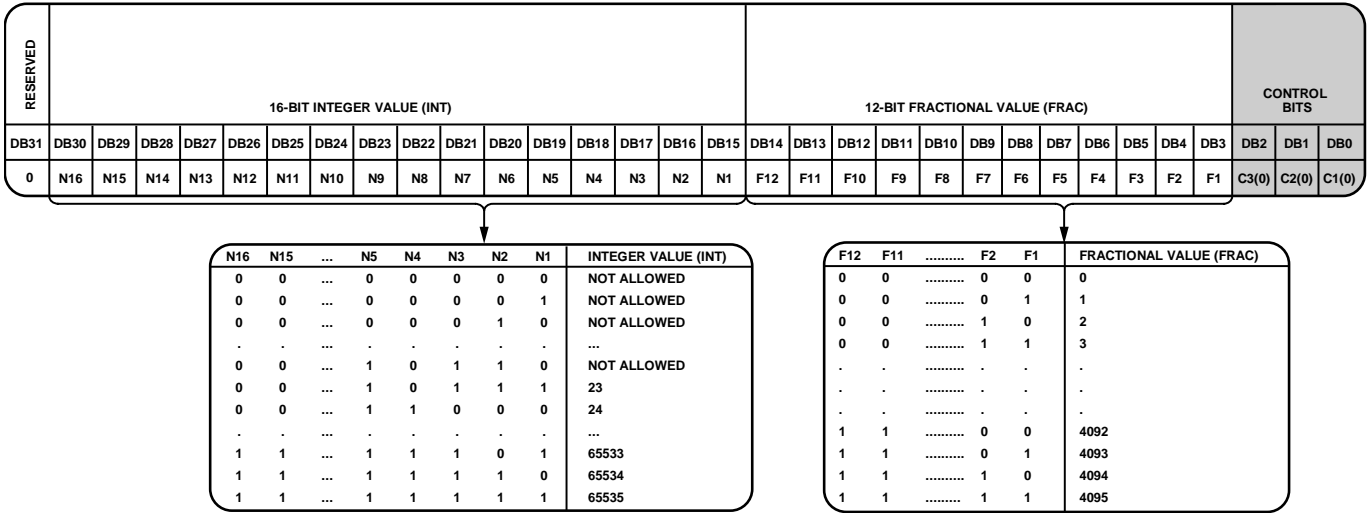 RESERVED
16-BIT INTEGER VALUE (INT) 12-BIT FRACTIONAL VALUE (FRAC) CONTROL
BITS
DB31 DB30 DB29 DB28 DB27 DB26 DB25 DB24 DB23 DB22 DB21 DB20 DB19 DB18 DB17 DB16 DB15 DB14 DB13 DB12 DB11 DB10 DB9 DB8 DB7 DB6 DB5 DB4 DB3 DB2 DB1 DB0
0 N16 N15 N14 N13 N12 N11 N10 N9 N8 N7 N6 N5 N4 N3 N2 N1 F12 F11 F10 F9 F8 F7 F6 F5 F4 F3 F2 F1 C3(0) C2(0) C1(0)
N16 N15 ... N5 N4 N3 N2 N1 INTEGER VALUE (INT)
0 0 ... 0 0 0 0 0 NOT ALLOWED
0 0 ... 0 0 0 0 1 NOT ALLOWED
0 0 ... 0 0 0 1 0 NOT ALLOWED
. . ... . . . . . ...
0 0 ... 1 0 1 1 0 NOT ALLOWED
0 0 ... 1 0 1 1 1 23
0 0 ... 1 1 0 0 0 24
. . ... . . . . . ...
1 1 ... 1 1 1 0 1 65533
1 1 ... 1 1 1 1 0 65534
1 1 ... 1 1 1 1 1 65535
F12 F11 .......... F2 F1 FRACTIONAL VALUE (FRAC)
0 0 .......... 0 0 0
0 0 .......... 0 1 1
0 0 .......... 1 0 2
0 0 .......... 1 1 3
. . .......... . . .
. . .......... . . .
. . .......... . . .
1 1 .......... 0 0 4092
1 1 .......... 0 1 4093
1 1 .......... 1 0 4094
1 1 ......... 1 1 4095